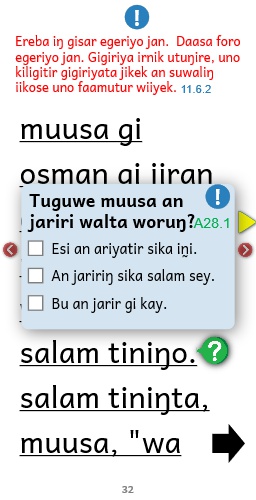 Ereba iŋ gisar egeriyo jan. Daasa foro
egeriyo jan. Gigiriya irnik utuŋire, uno
kiligitir gigiriyata jikek an suwaliŋ
iikose uno faamutur wiiyek. 11.6.2
muusa gi
osman gi jiran
Tuguwe muusa an
jariri walta woruŋ? A28.1
Esi an ariyatir sika iŋi.
An jaririŋ sika salam sey.
Bu an jarir gi kay.
salam tiniŋo.
salam tiniŋta,
muusa, "wa
32